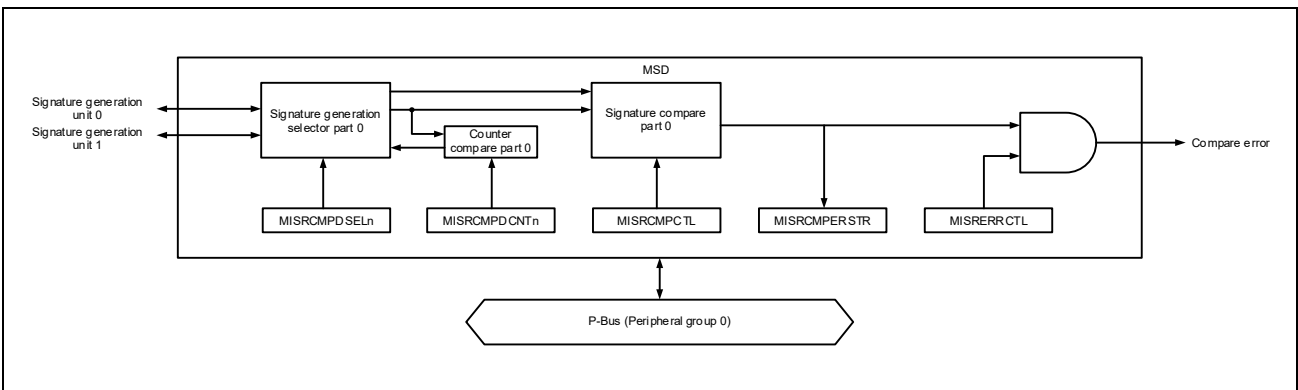 MSD
Signature generation
unit 0
Signature generation
unit 1
Signature generation
selector part 0
Counter
compare part 0
Signature compare
part 0
Compare error
MISRCMPDSELn
MISRCMPDCNTn
MISRCMPCTL
MISRCMPERSTR
MISRERRCTL
P-Bus (Peripheral group 0)